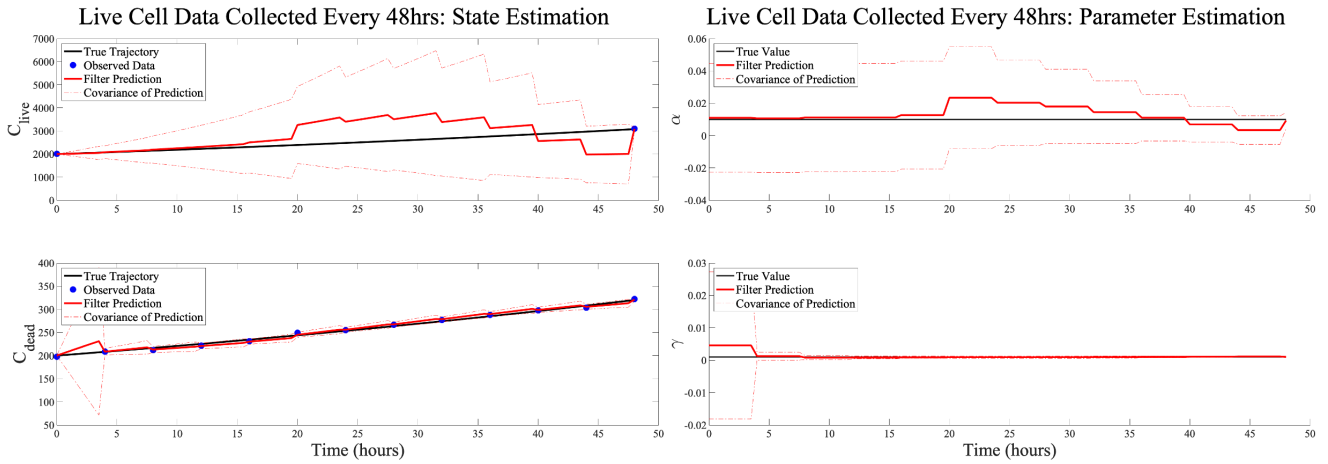 Live Cell Data Collected Every 48hrs: State Estimation
7000
6000
5000
4000
3000
2000
1000
0
C_live
True Trajectory
Observed Data
Filter Prediction
Covariance of Prediction
0 5 10 15 20 25 30 35 40 45 50
Live Cell Data Collected Every 48hrs: Parameter Estimation
0.06
0.04
0.02
0
-0.02
-0.04
α
True Value
Filter Prediction
Covariance of Prediction
0 5 10 15 20 25 30 35 40 45 50
400
350
300
250
200
150
100
50
C_dead
True Trajectory
Observed Data
Filter Prediction
Covariance of Prediction
0 5 10 15 20 25 30 35 40 45 50
Time (hours)
0.03
0.02
0.01
0
-0.01
-0.02
γ
True Value
Filter Prediction
Covariance of Prediction
0 5 10 15 20 25 30 35 40 45 50
Time (hours)